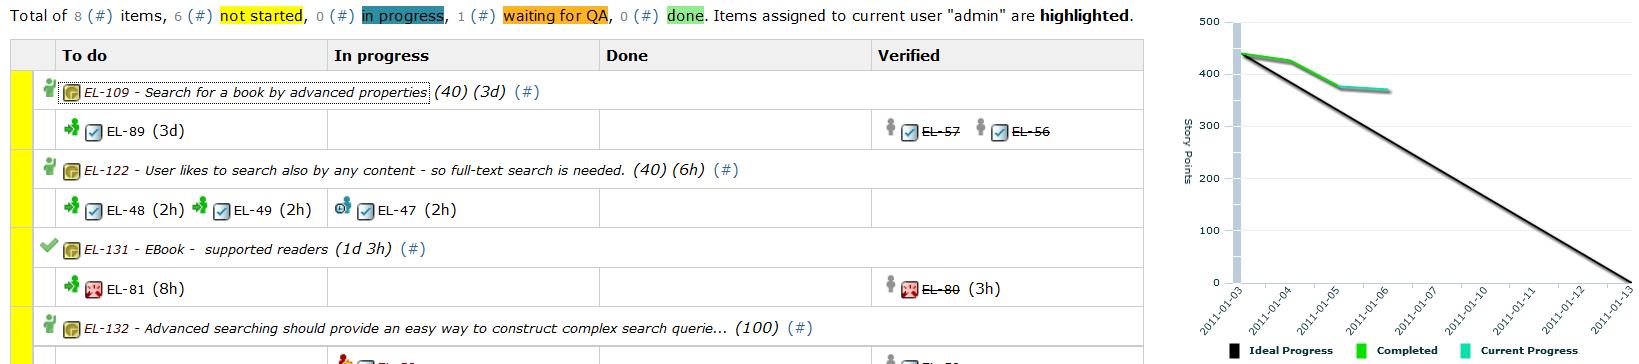 Total of 8 (#) items, 6 (#) not started, 0 (#) in progress, 1 (#) waiting for QA, 0 (#) done. Items assigned to current user "admin" are highlighted.
To do In progress Done Verified
EL-109 - Search for a book by advanced properties (40) (3d) (#)
EL-89 (3d) EL-57 EL-56
EL-122 - User likes to search also by any content - so full-text search is needed. (40) (6h) (#)
EL-48 (2h) EL-49 (2h) EL-47 (2h)
EL-131 - EBook - supported readers (1d 3h) (#)
EL-81 (8h) EL-80 (3h)
EL-132 - Advanced searching should provide an easy way to construct complex search querie... (100) (#)
500
400
300
200
100
0
Story Points
2011-01-03 2011-01-04 2011-01-05 2011-01-06 2011-01-07 2011-01-10 2011-01-11 2011-01-12 2011-01-13
Ideal Progress Completed Current Progress